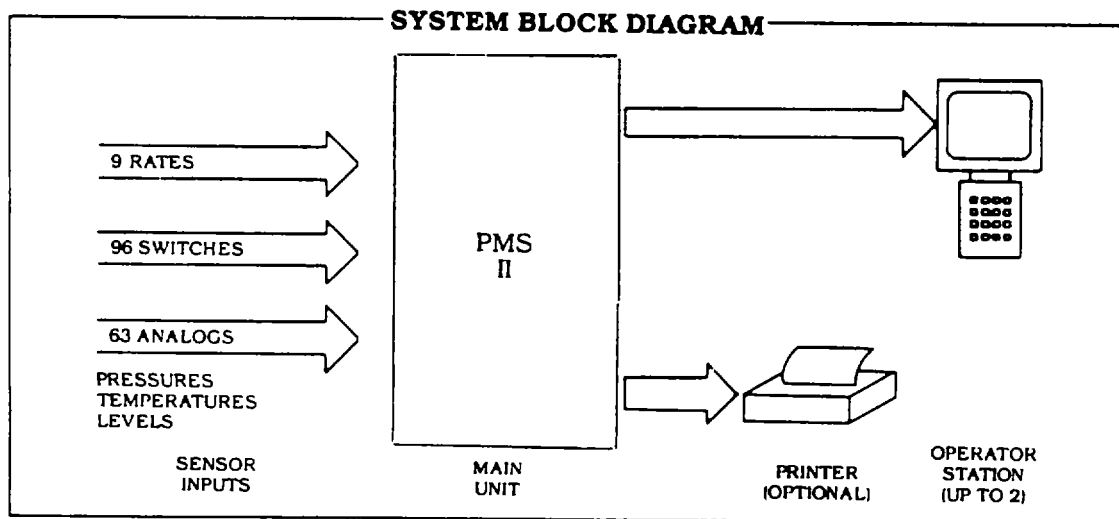 SYSTEM BLOCK DIAGRAM
9 RATES
96 SWITCHES
63 ANALOGS
PRESSURES
TEMPERATURES
LEVELS
SENSOR
INPUTS
PMS
II
MAIN
UNIT
PRINTER
(OPTIONAL)
OPERATOR
STATION
(UP TO 2)